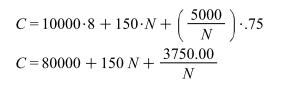 C = 10000·8 + 150·N + (5000/N)·.75
C = 80000 + 150 N + 3750.00/N